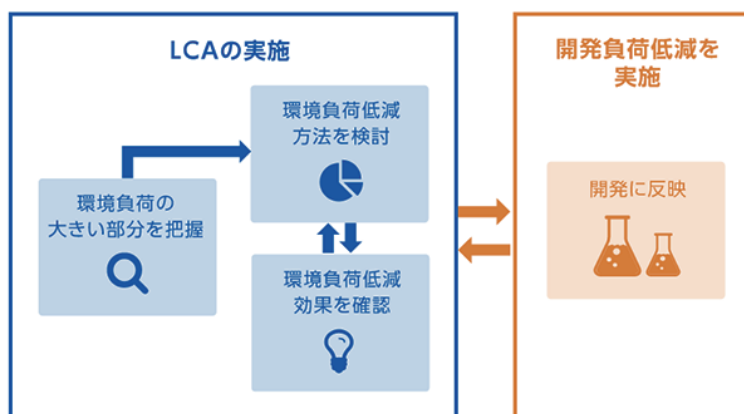 LCAの実施
環境負荷低減
方法を検討
環境負荷の
大きい部分を把握
環境負荷低減
効果を確認
開発負荷低減を
実施
開発に反映